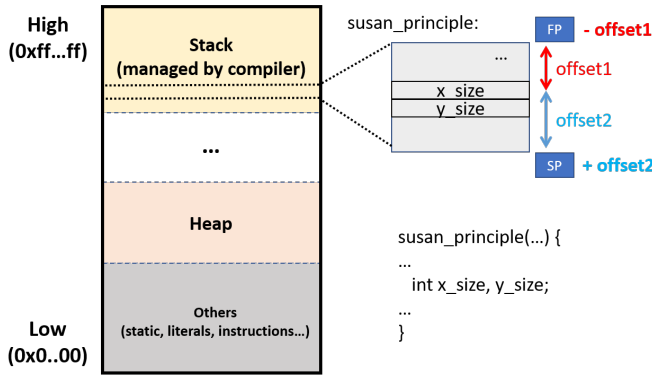 High
(0xff...ff)
Stack
(managed by compiler)
...
Heap
Others
(static, literals, instructions...)
Low
(0x0..00)
susan_principle:
...
x_size
y_size
FP
- offset1
offset1
offset2
SP
+ offset2
susan_principle(...) {
...
int x_size, y_size;
...
}